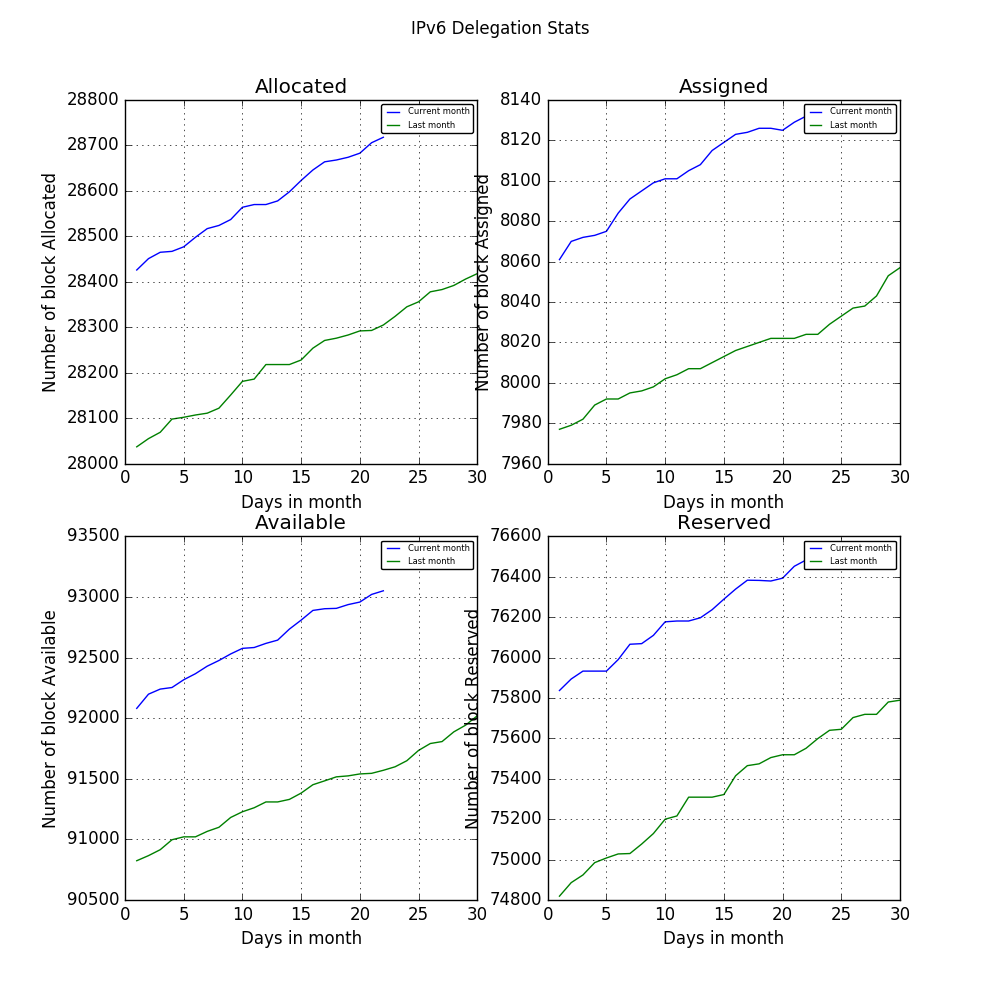 IPv6 Delegation Stats
Allocated
Number of block Allocated
28800
28700
28600
28500
28400
28300
28200
28100
28000
Current month
Last month
0 5 10 15 20 25 30
Days in month
Assigned
Number of block Assigned
8140
8120
8100
8080
8060
8040
8020
8000
7980
7960
Current month
Last month
0 5 10 15 20 25 30
Days in month
Available
Number of block Available
93500
93000
92500
92000
91500
91000
90500
Current month
Last month
0 5 10 15 20 25 30
Days in month
Reserved
Number of block Reserved
76600
76400
76200
76000
75800
75600
75400
75200
75000
74800
Current month
Last month
0 5 10 15 20 25 30
Days in month